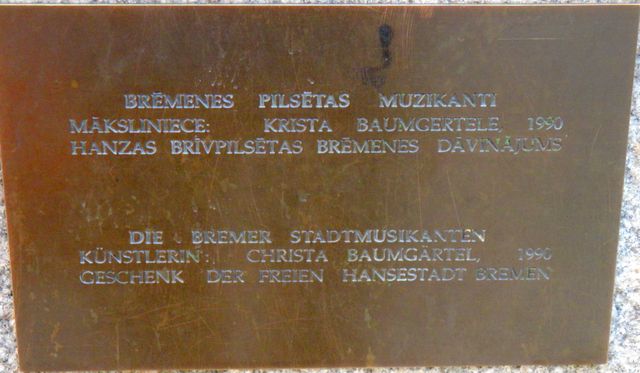 BRĒMENES PILSĒTAS MUZIKANTI
MĀKSLINIECE: KRISTA BAUMGERTELE, 1990
HANZAS BRĪVPILSĒTAS BRĒMENES DĀVINĀJUMS
DIE BREMER STADTMUSIKANTEN
KÜNSTLERIN: CHRISTA BAUMGÄRTEL, 1990
GESCHENK DER FREIEN HANSESTADT BREMEN